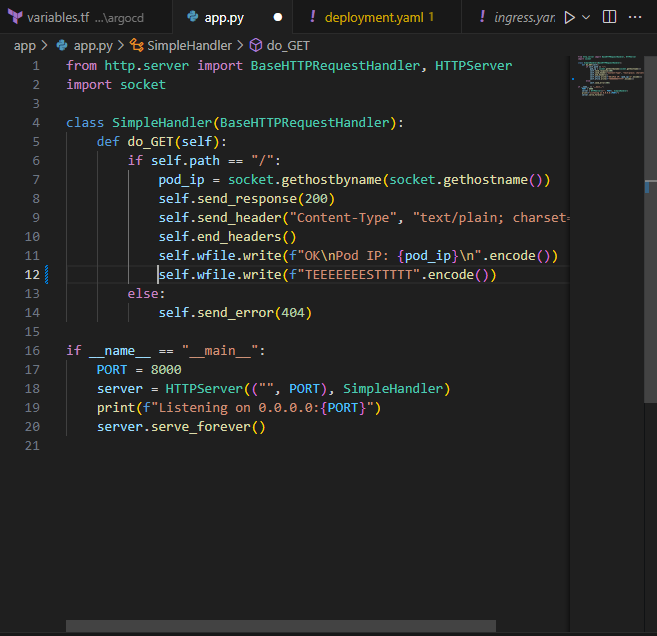 variables.tf ...\argocd
app.py
! deployment.yaml 1
! ingress.yar
app > app.py > SimpleHandler > do_GET
1 from http.server import BaseHTTPRequestHandler, HTTPServer
2 import socket
3
4 class SimpleHandler(BaseHTTPRequestHandler):
5     def do_GET(self):
6         if self.path == "/":
7             pod_ip = socket.gethostbyname(socket.gethostname())
8             self.send_response(200)
9             self.send_header("Content-Type", "text/plain; charset=
10             self.end_headers()
11             self.wfile.write(f"OK\nPod IP: {pod_ip}\n".encode())
12             self.wfile.write(f"TEEEEEEESTTTTT".encode())
13         else:
14             self.send_error(404)
15
16 if __name__ == "__main__":
17     PORT = 8000
18     server = HTTPServer(("", PORT), SimpleHandler)
19     print(f"Listening on 0.0.0.0:{PORT}")
20     server.serve_forever()
21